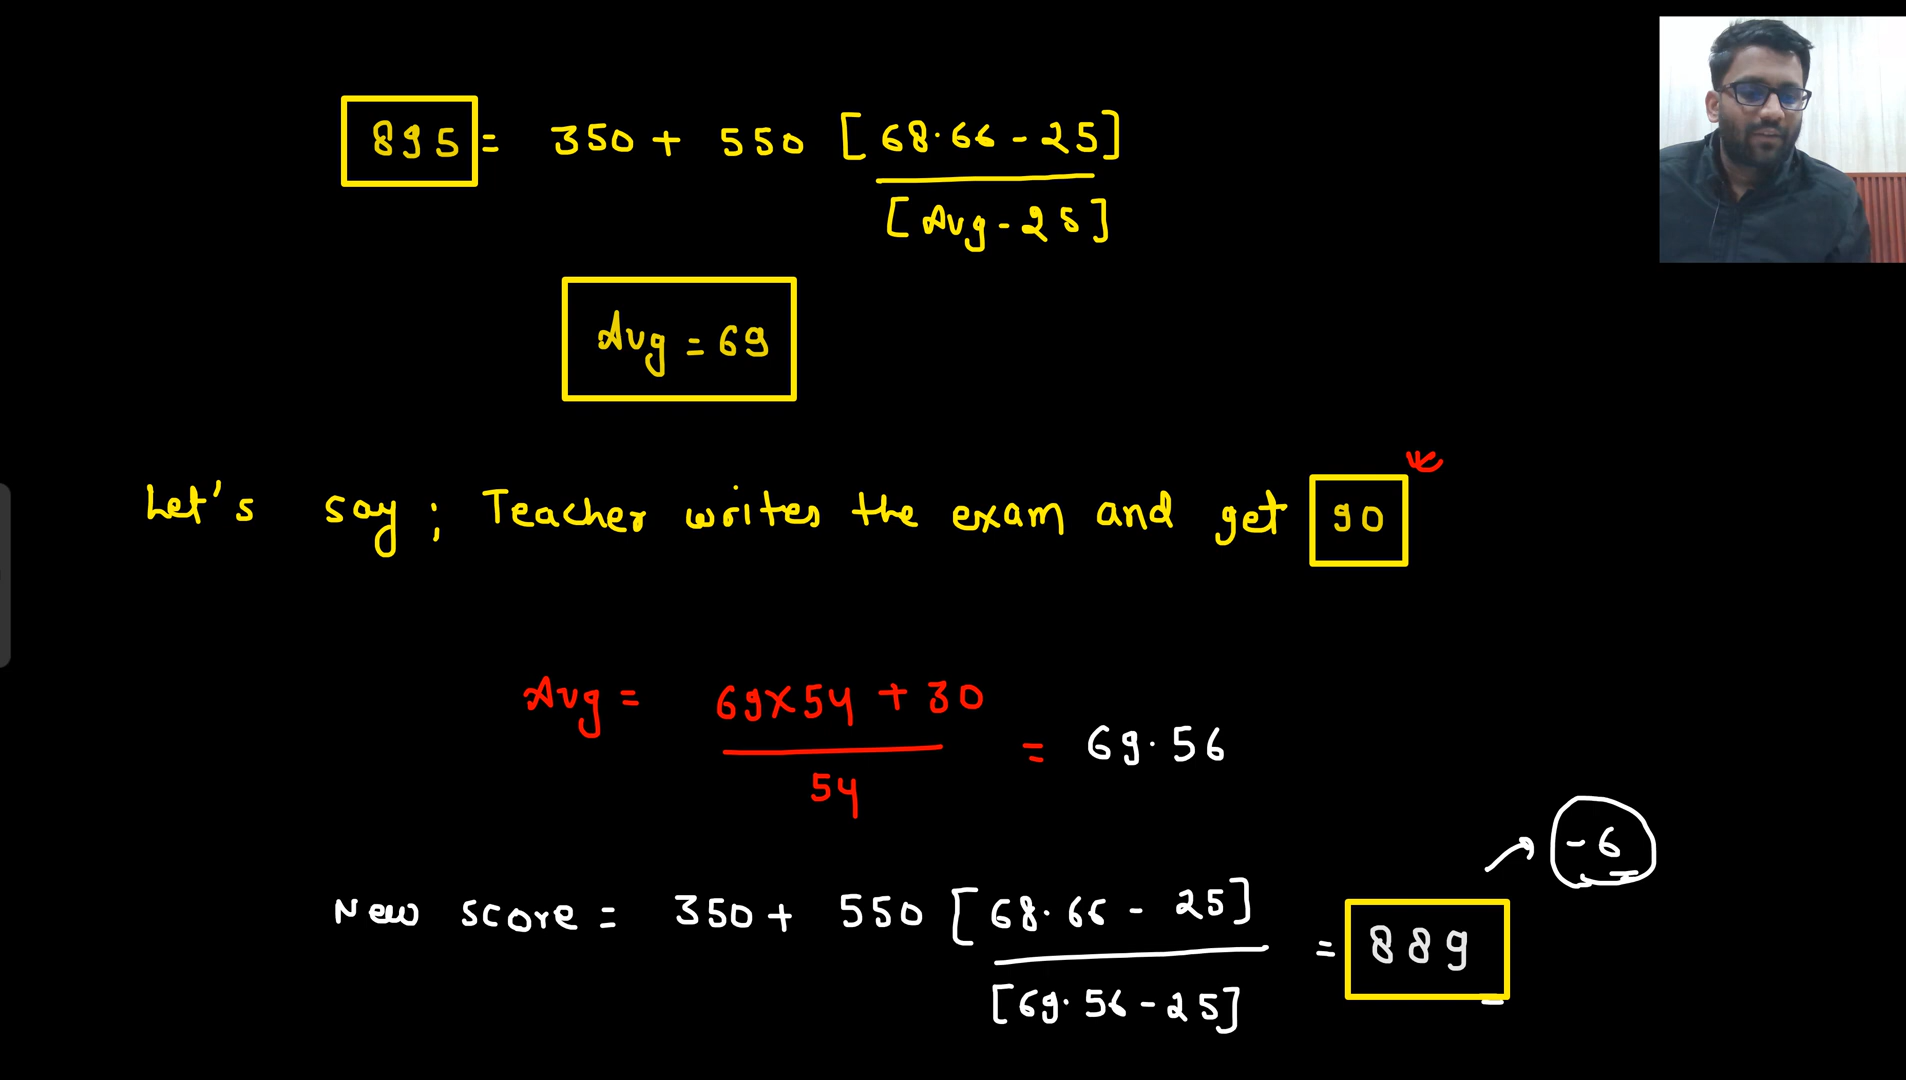 895 = 350 + 550 [68.66 - 25]
[Avg - 25]
Avg = 69
Let's say; Teacher writes the exam and get 90
Avg = 69x54 + 30
54
= 69.56
-6
New score = 350 + 550 [68.66 - 25]
[69.56 - 25]
= 889